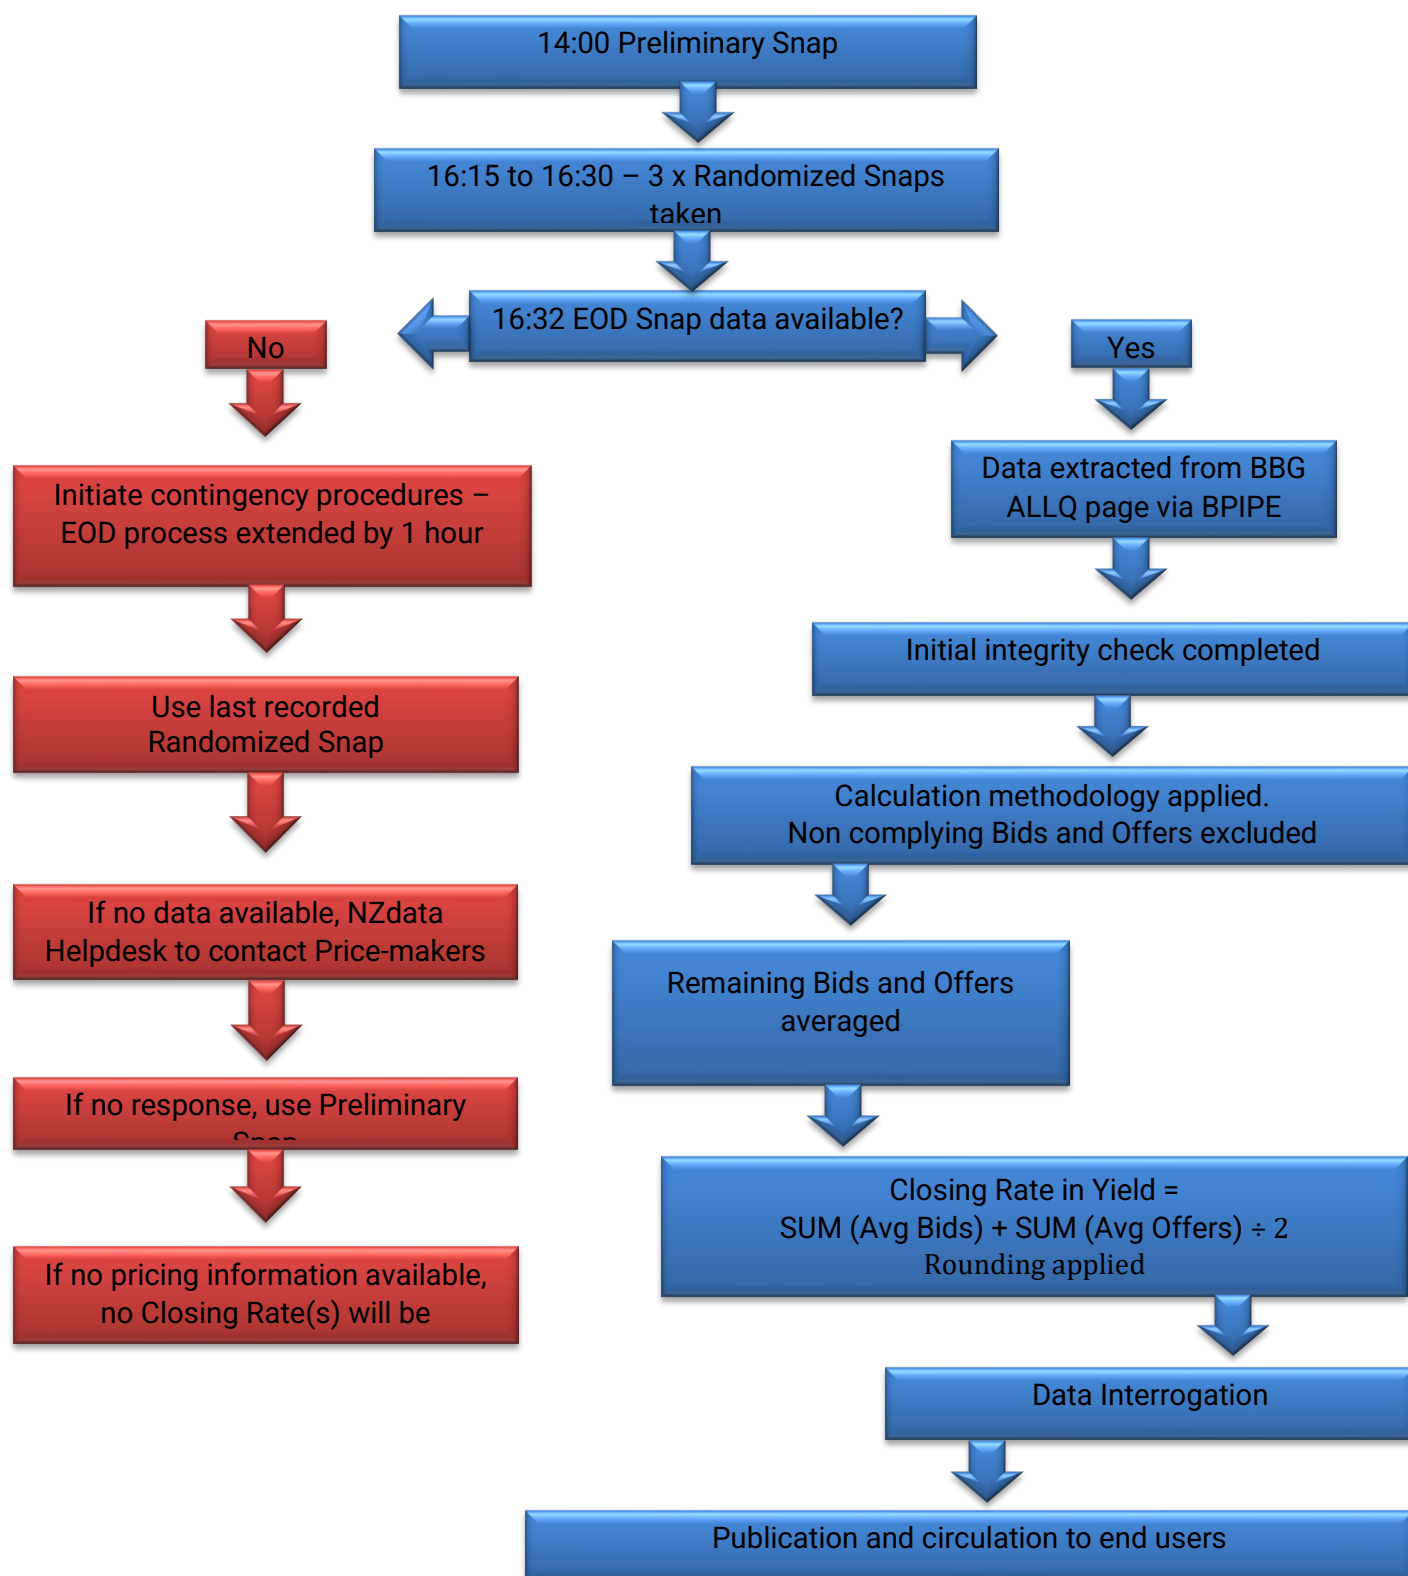 14:00 Preliminary Snap
16:15 to 16:30 – 3 x Randomized Snaps
taken
16:32 EOD Snap data available?
No
Yes
Initiate contingency procedures –
EOD process extended by 1 hour
Use last recorded
Randomized Snap
If no data available, NZdata
Helpdesk to contact Price-makers
If no response, use Preliminary
If no pricing information available,
no Closing Rate(s) will be
Data extracted from BBG
ALLQ page via BPIPE
Initial integrity check completed
Calculation methodology applied.
Non complying Bids and Offers excluded
Remaining Bids and Offers
averaged
Closing Rate in Yield =
SUM (Avg Bids) + SUM (Avg Offers) ÷ 2
Rounding applied
Data Interrogation
Publication and circulation to end users